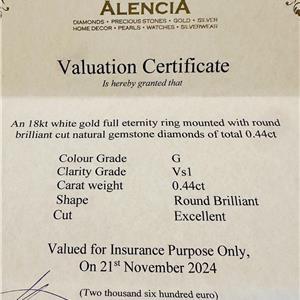 ALENCIA
DIAMONDS • PRECIOUS STONES • GOLD • SILVER
HOME DECOR • PEARLS • WATCHES • SILVERWEAR
Valuation Certificate
Is hereby granted that
An 18kt white gold full eternity ring mounted with round
brilliant cut natural gemstone diamonds of total 0.44ct
Colour Grade G
Clarity Grade Vs1
Carat weight 0.44ct
Shape Round Brilliant
Cut Excellent
Valued for Insurance Purpose Only,
On 21st November 2024
(Two thousand six hundred euro)